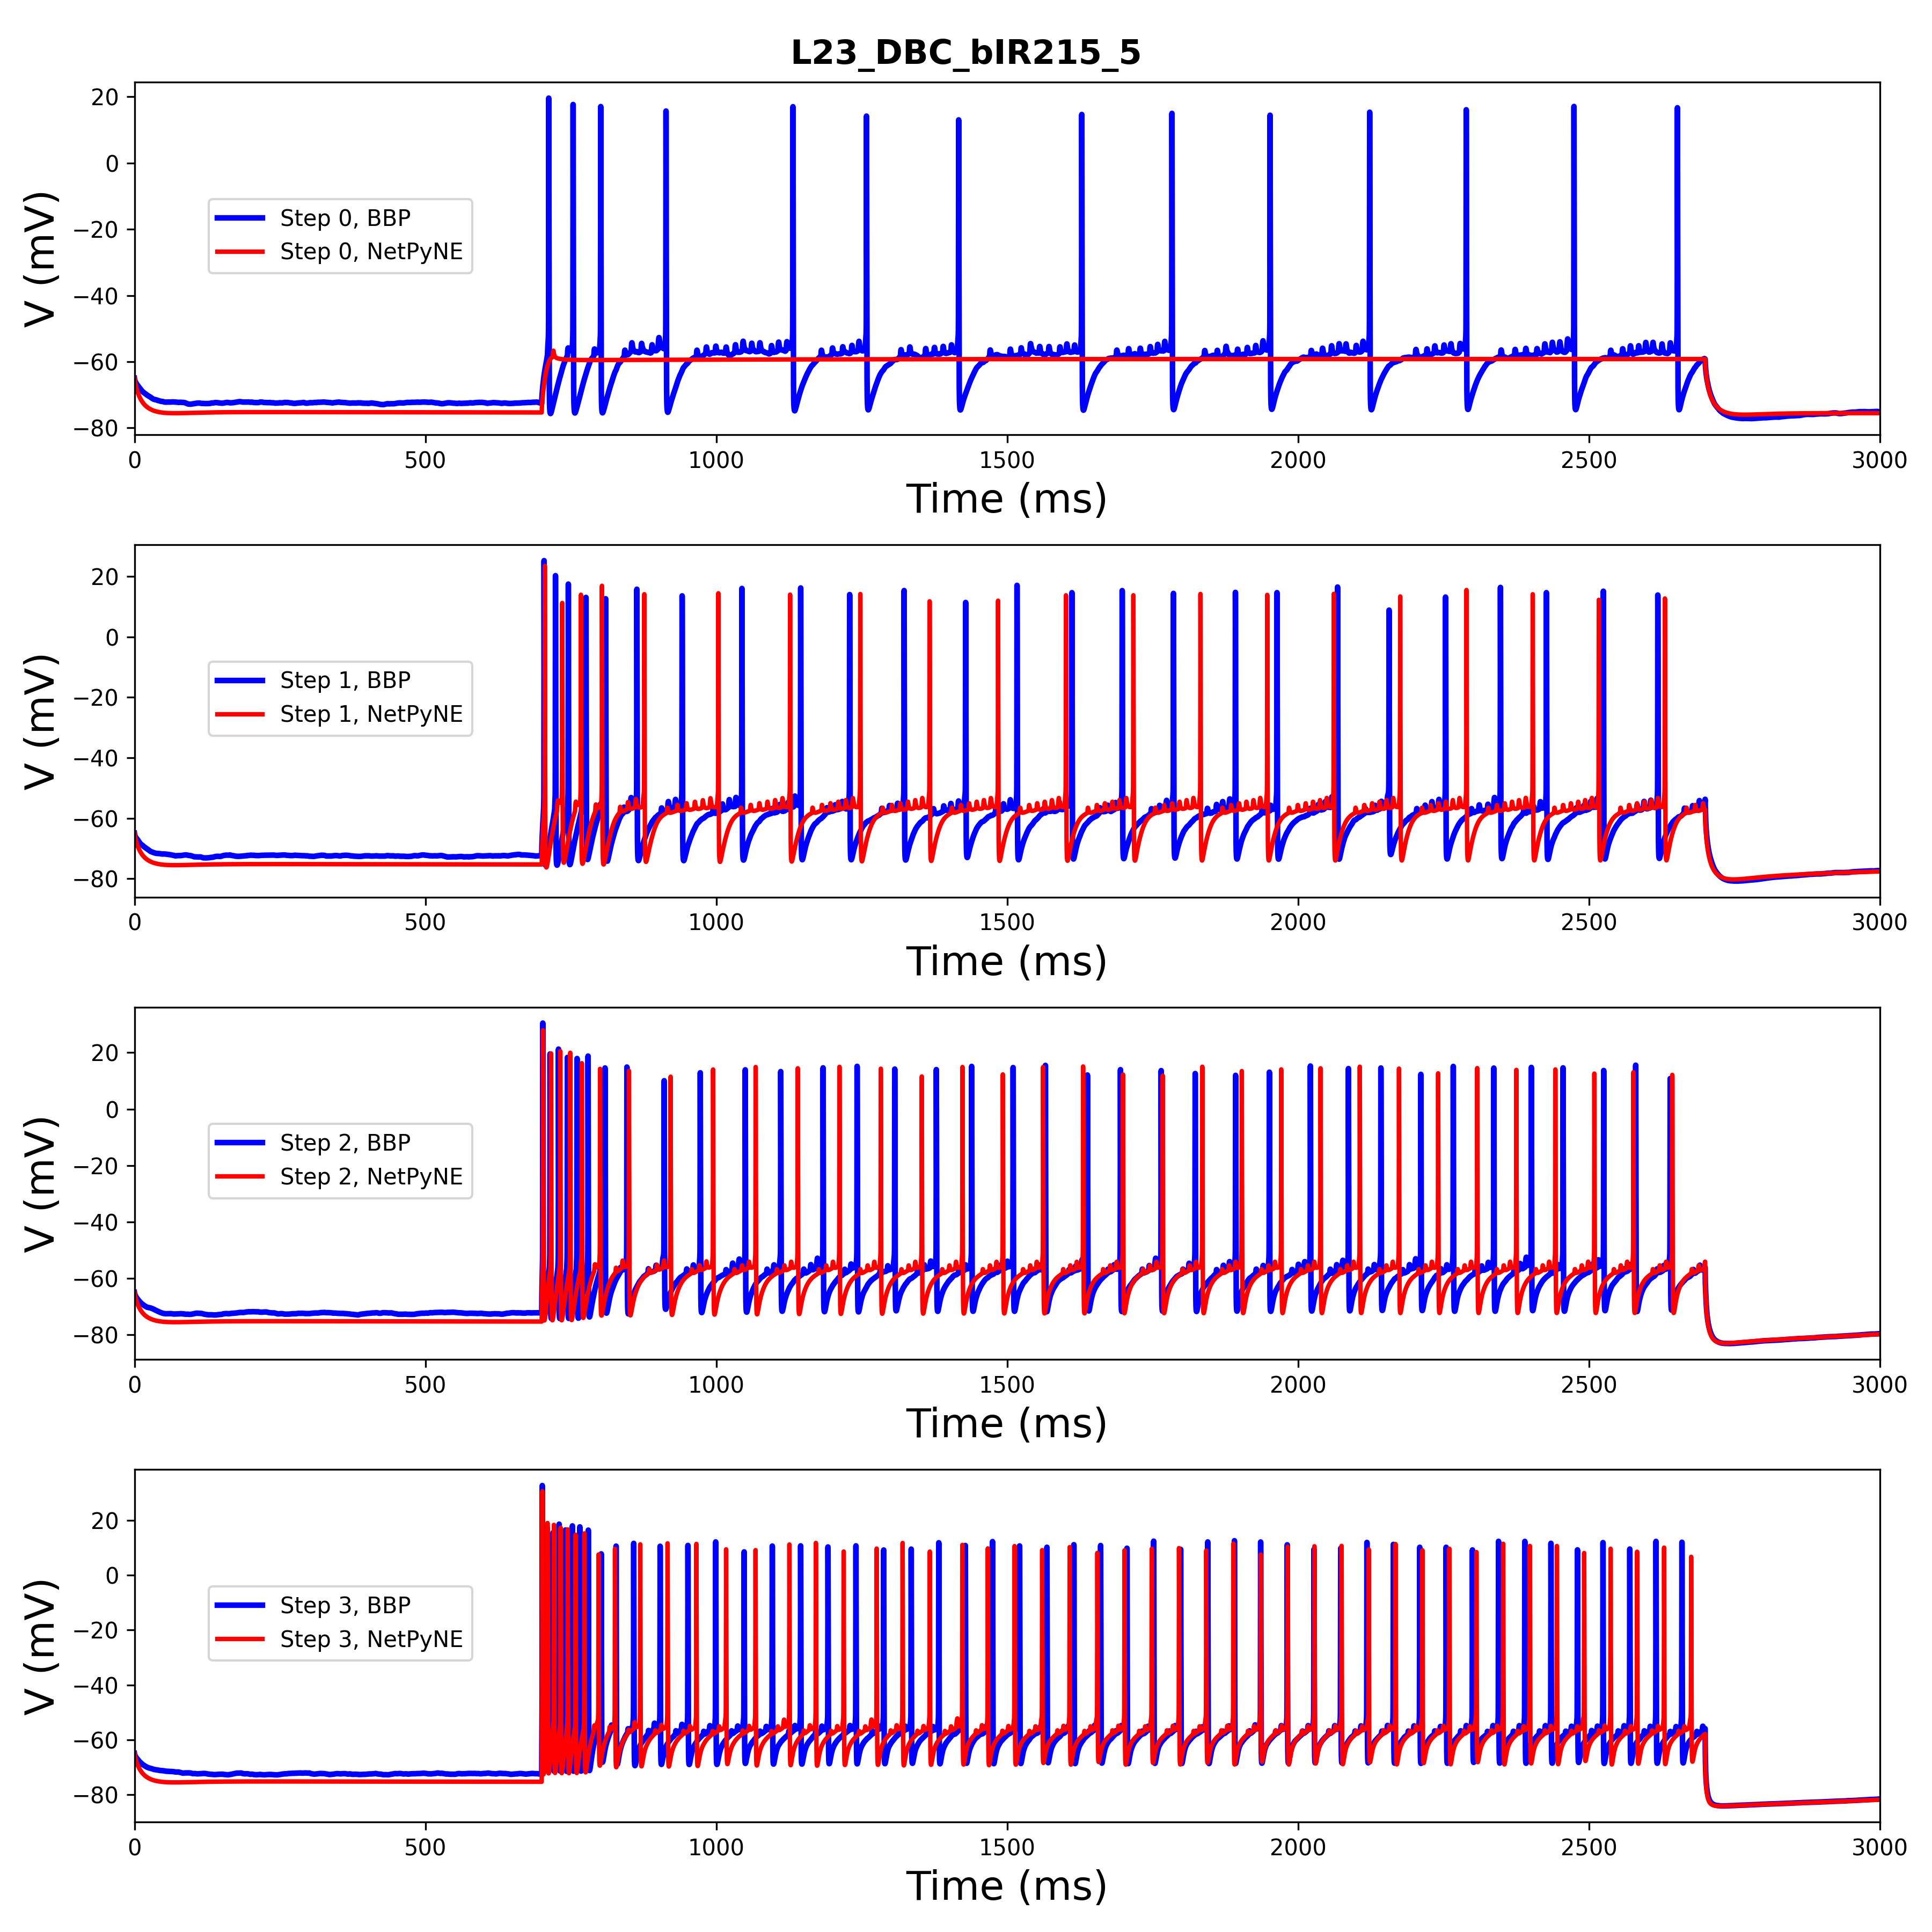 L23_DBC_bIR215_5
V (mV)
20
0
−20
−40
−60
−80
Step 0, BBP
Step 0, NetPyNE
0 500 1000 1500 2000 2500 3000
Time (ms)
V (mV)
20
0
−20
−40
−60
−80
Step 1, BBP
Step 1, NetPyNE
0 500 1000 1500 2000 2500 3000
Time (ms)
V (mV)
20
0
−20
−40
−60
−80
Step 2, BBP
Step 2, NetPyNE
0 500 1000 1500 2000 2500 3000
Time (ms)
V (mV)
20
0
−20
−40
−60
−80
Step 3, BBP
Step 3, NetPyNE
0 500 1000 1500 2000 2500 3000
Time (ms)